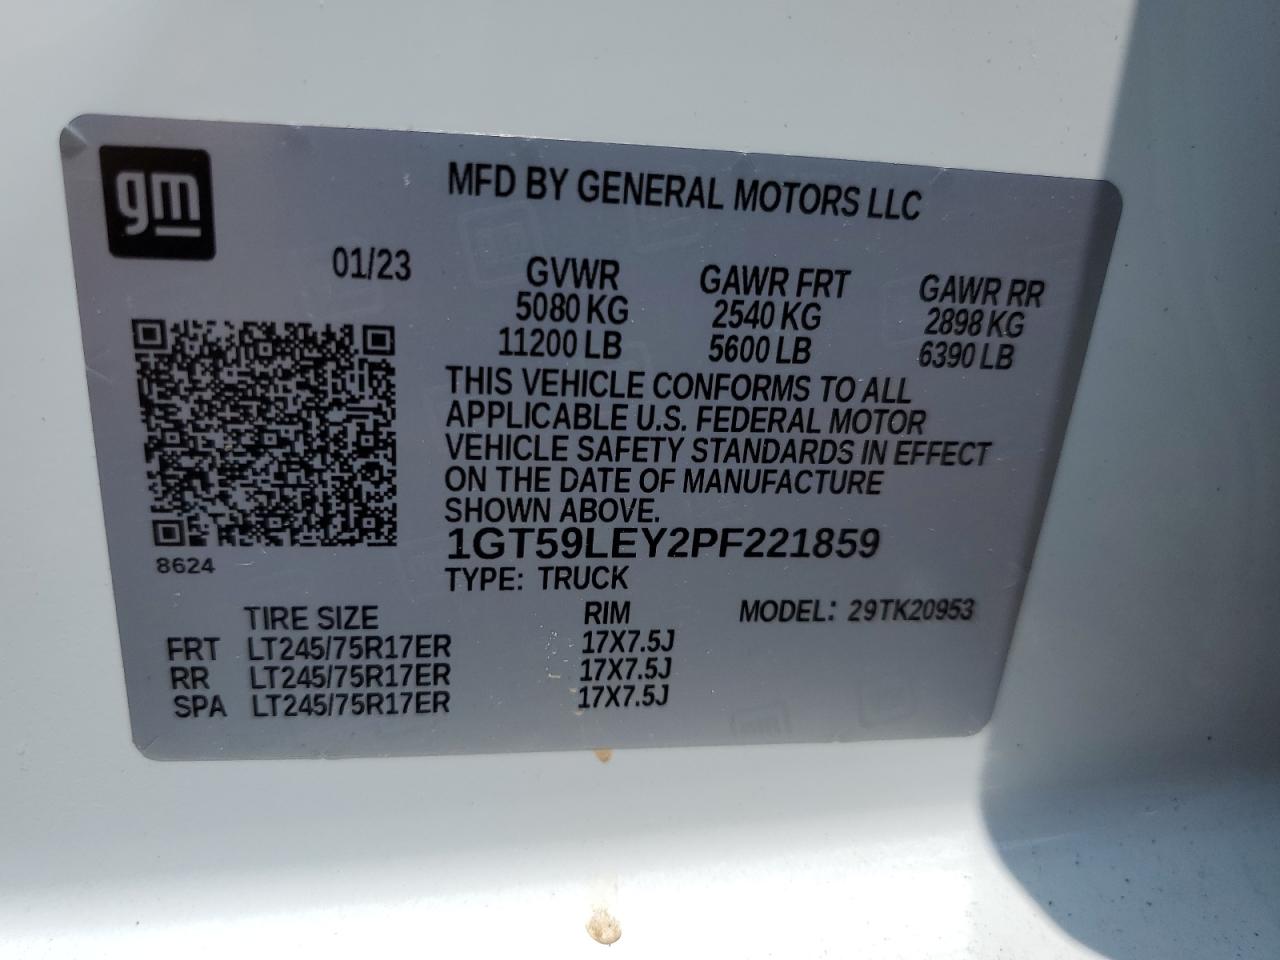 gm
MFD BY GENERAL MOTORS LLC
01/23
GVWR GAWR FRT GAWR RR
5080 KG 2540 KG 2898 KG
11200 LB 5600 LB 6390 LB
THIS VEHICLE CONFORMS TO ALL
APPLICABLE U.S. FEDERAL MOTOR
VEHICLE SAFETY STANDARDS IN EFFECT
ON THE DATE OF MANUFACTURE
SHOWN ABOVE.
1GT59LEY2PF221859
8624
TYPE: TRUCK
TIRE SIZE RIM MODEL: 29TK20953
FRT LT245/75R17ER 17X7.5J
RR LT245/75R17ER 17X7.5J
SPA LT245/75R17ER 17X7.5J